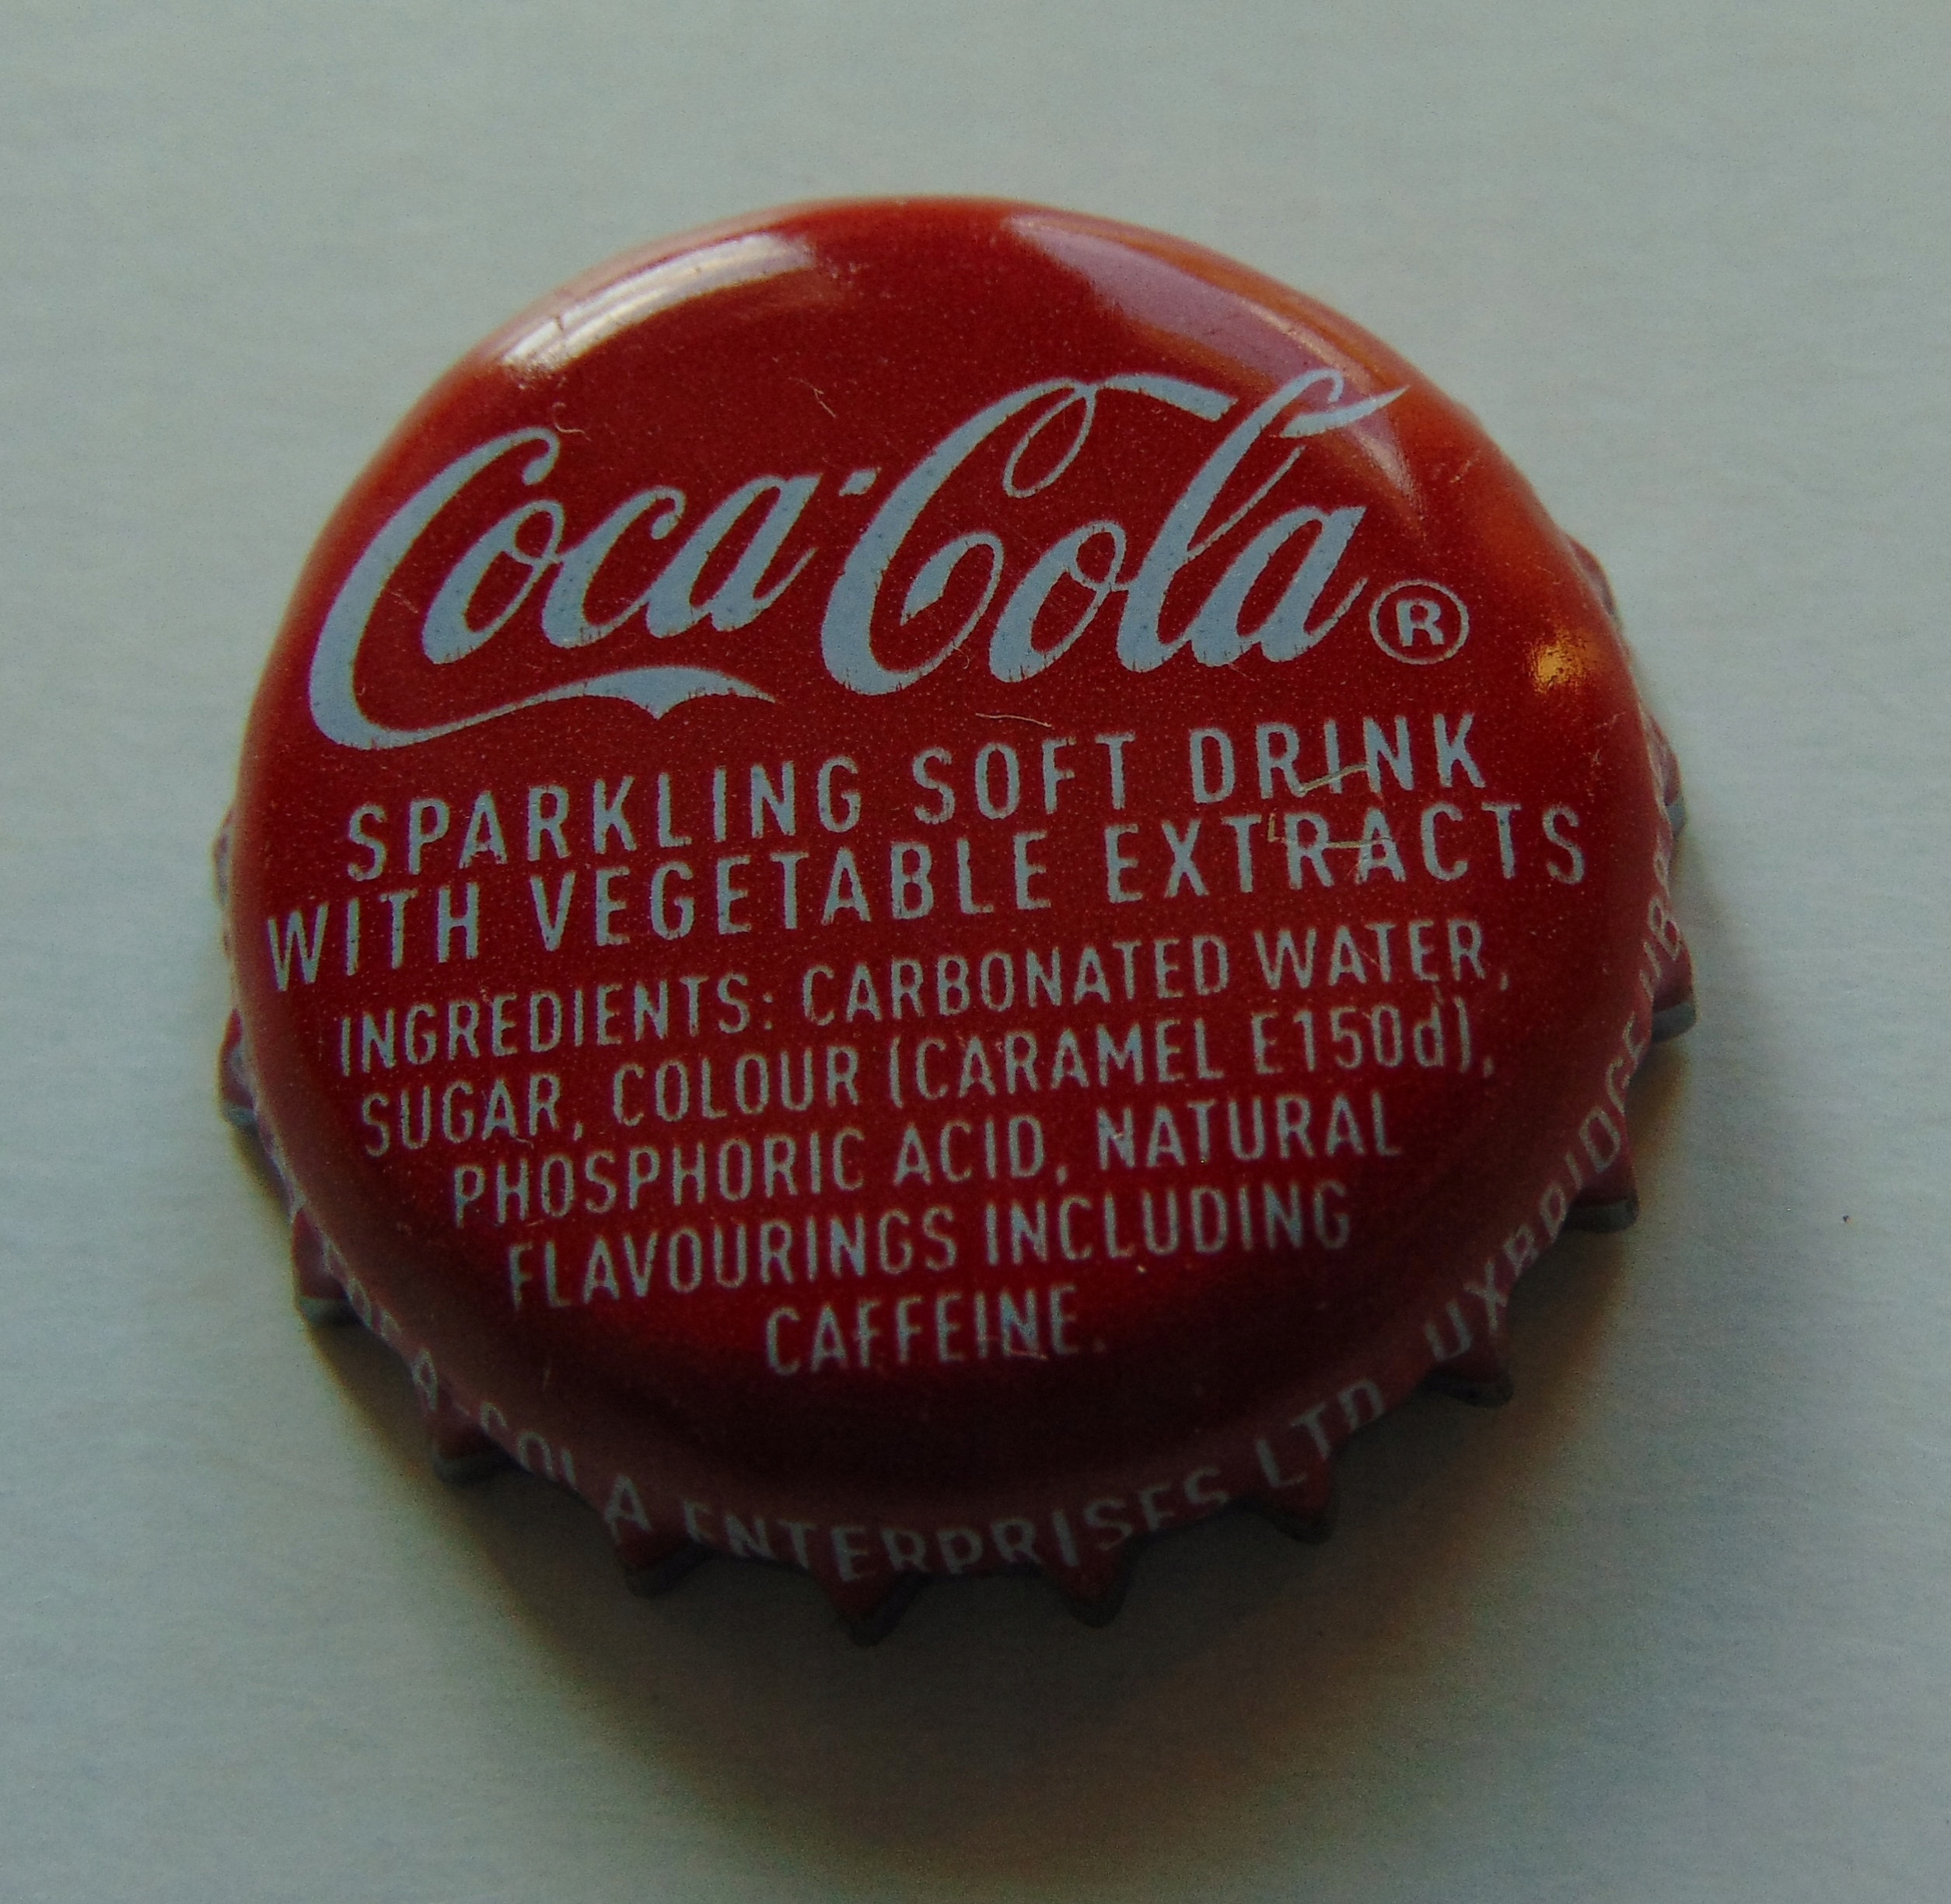 Coca-Cola®
SPARKLING SOFT DRINK
WITH VEGETABLE EXTRACTS
INGREDIENTS: CARBONATED WATER,
SUGAR, COLOUR (CARAMEL E150d),
PHOSPHORIC ACID, NATURAL
FLAVOURINGS INCLUDING
CAFFEINE.
COLA ENTERPRISES LTD UXBRIDGE